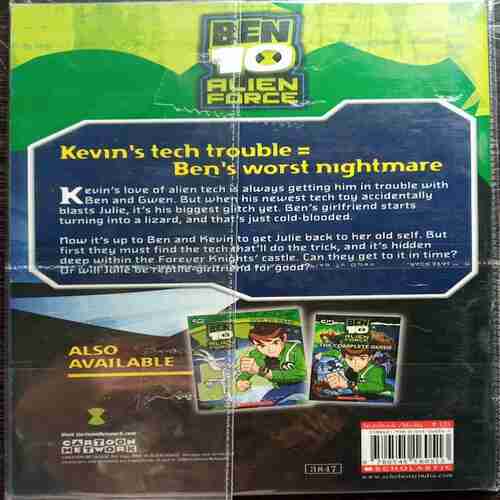 BEN
10
ALIEN
FORCE
Kevin's tech trouble =
Ben's worst nightmare
Kevin's love of alien tech is always getting him in trouble with
Ben and Gwen. But when his newest tech toy accidentally
blasts Julie, it's his biggest glitch yet. Ben's girlfriend starts
turning into a lizard, and that's just cold-blooded.
Now it's up to Ben and Kevin to get Julie back to her old self. But
first they must find the tech that'll do the trick, and it's hidden
deep within the Forever Knights' castle. Can they get to it in time?
Or will Julie be reptile-girlfriend for good?
ALSO
AVAILABLE
BEN
10
ALIEN FORCE
BEN
10
ALIEN
FORCE
THE COMPLETE GUIDE
Visit
CARTOON
NETWORK
3847
SCHOLASTIC
www.scholasticindia.com